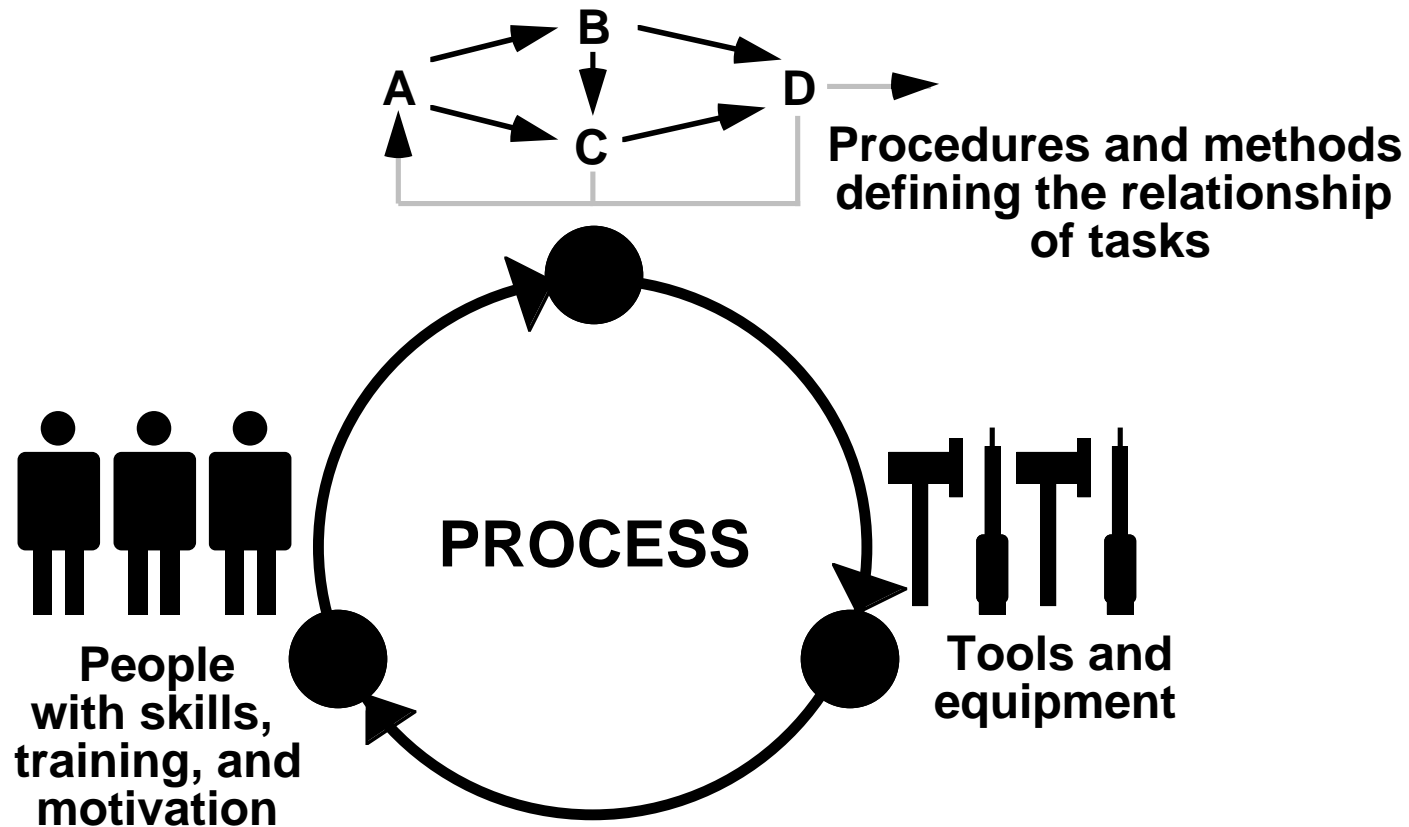 B
A
D
C
Procedures and methods
defining the relationship
of tasks
PROCESS
People
with skills,
training, and
motivation
Tools and
equipment